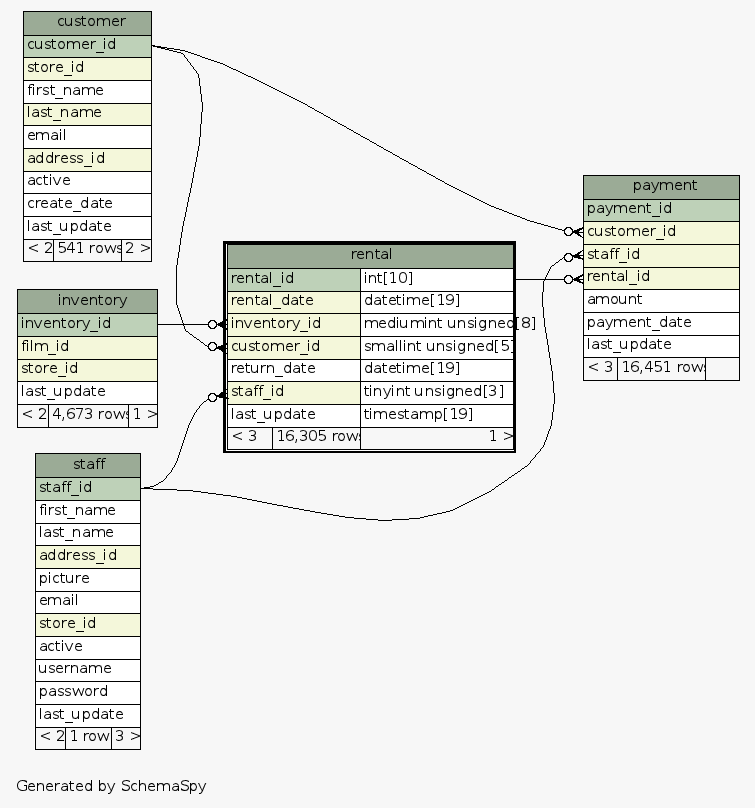 customer
customer_id
store_id
first_name
last_name
email
address_id
active
create_date
last_update
< 2 541 rows 2 >
inventory
inventory_id
film_id
store_id
last_update
< 2 4,673 rows 1 >
staff
staff_id
first_name
last_name
address_id
picture
email
store_id
active
username
password
last_update
< 2 1 row 3 >
rental
rental_id int[10]
rental_date datetime[19]
inventory_id mediumint unsigned[8]
customer_id smallint unsigned[5]
return_date datetime[19]
staff_id tinyint unsigned[3]
last_update timestamp[19]
< 3 16,305 rows 1 >
payment
payment_id
customer_id
staff_id
rental_id
amount
payment_date
last_update
< 3 16,451 rows
Generated by SchemaSpy